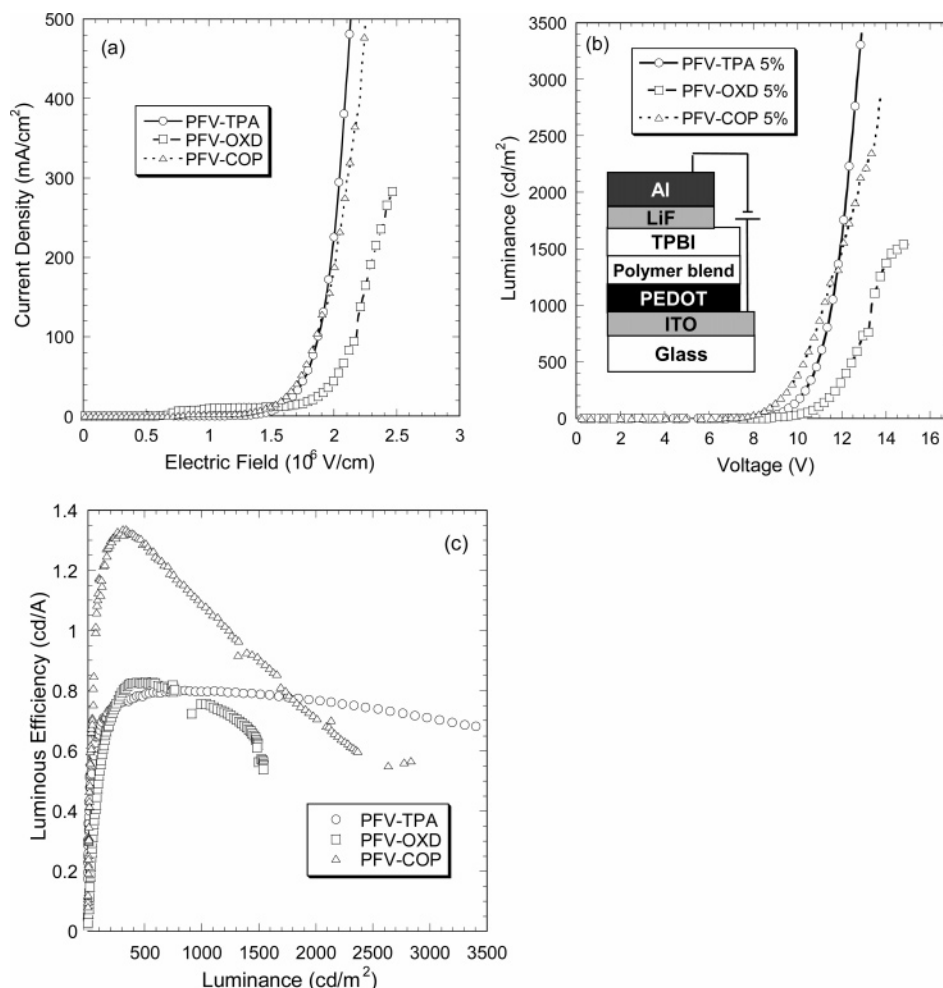 (a)
500
400
300
200
100
0
Current Density (mA/cm²)
PFV-TPA
PFV-OXD
PFV-COP
0 0.5 1 1.5 2 2.5 3
Electric Field (10⁶ V/cm)
(b)
3500
3000
2500
2000
1500
1000
500
0
Luminance (cd/m²)
PFV-TPA 5%
PFV-OXD 5%
PFV-COP 5%
Al
LiF
TPBI
Polymer blend
PEDOT
ITO
Glass
0 2 4 6 8 10 12 14 16
Voltage (V)
(c)
1.4
1.2
1
0.8
0.6
0.4
0.2
0
Luminous Efficiency (cd/A)
PFV-TPA
PFV-OXD
PFV-COP
500 1000 1500 2000 2500 3000 3500
Luminance (cd/m²)